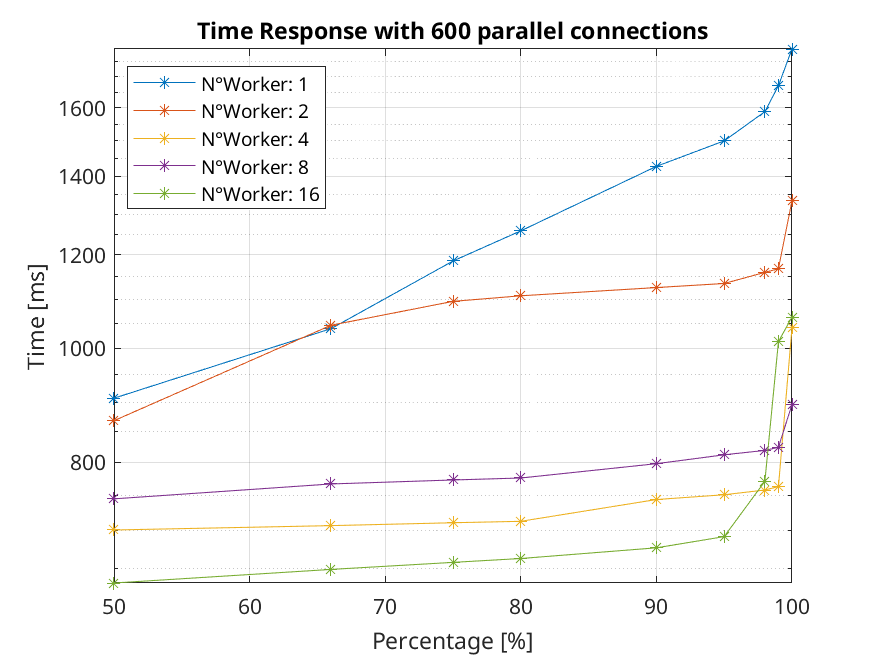 Time Response with 600 parallel connections
N°Worker: 1
N°Worker: 2
N°Worker: 4
N°Worker: 8
N°Worker: 16
1600
1400
1200
1000
800
Time [ms]
50 60 70 80 90 100
Percentage [%]